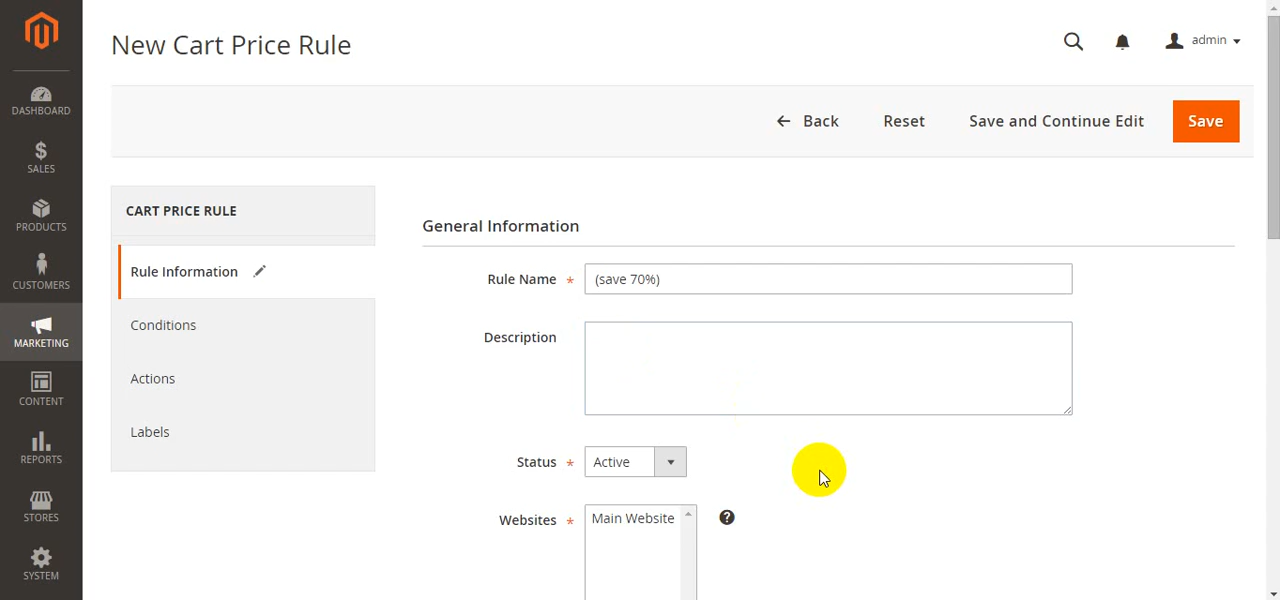 New Cart Price Rule
admin
Back
Reset
Save and Continue Edit
Save
DASHBOARD
SALES
PRODUCTS
CUSTOMERS
MARKETING
CONTENT
REPORTS
STORES
SYSTEM
CART PRICE RULE
Rule Information
Conditions
Actions
Labels
General Information
Rule Name * (save 70%)
Description
Status * Active
Websites * Main Website ?